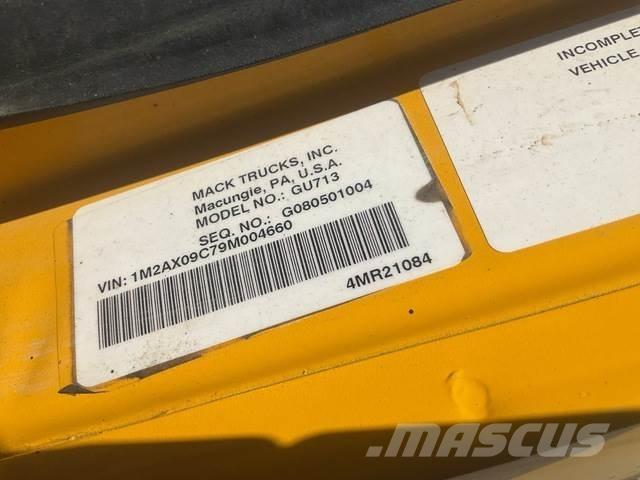 MACK TRUCKS, INC.
Macungie, PA, U.S.A.
MODEL NO.: GU713
SEQ. NO.: G080501004
VIN: 1M2AX09C79M004660
4MR21084
INCOMPLE
VEHICLE
MASCUS